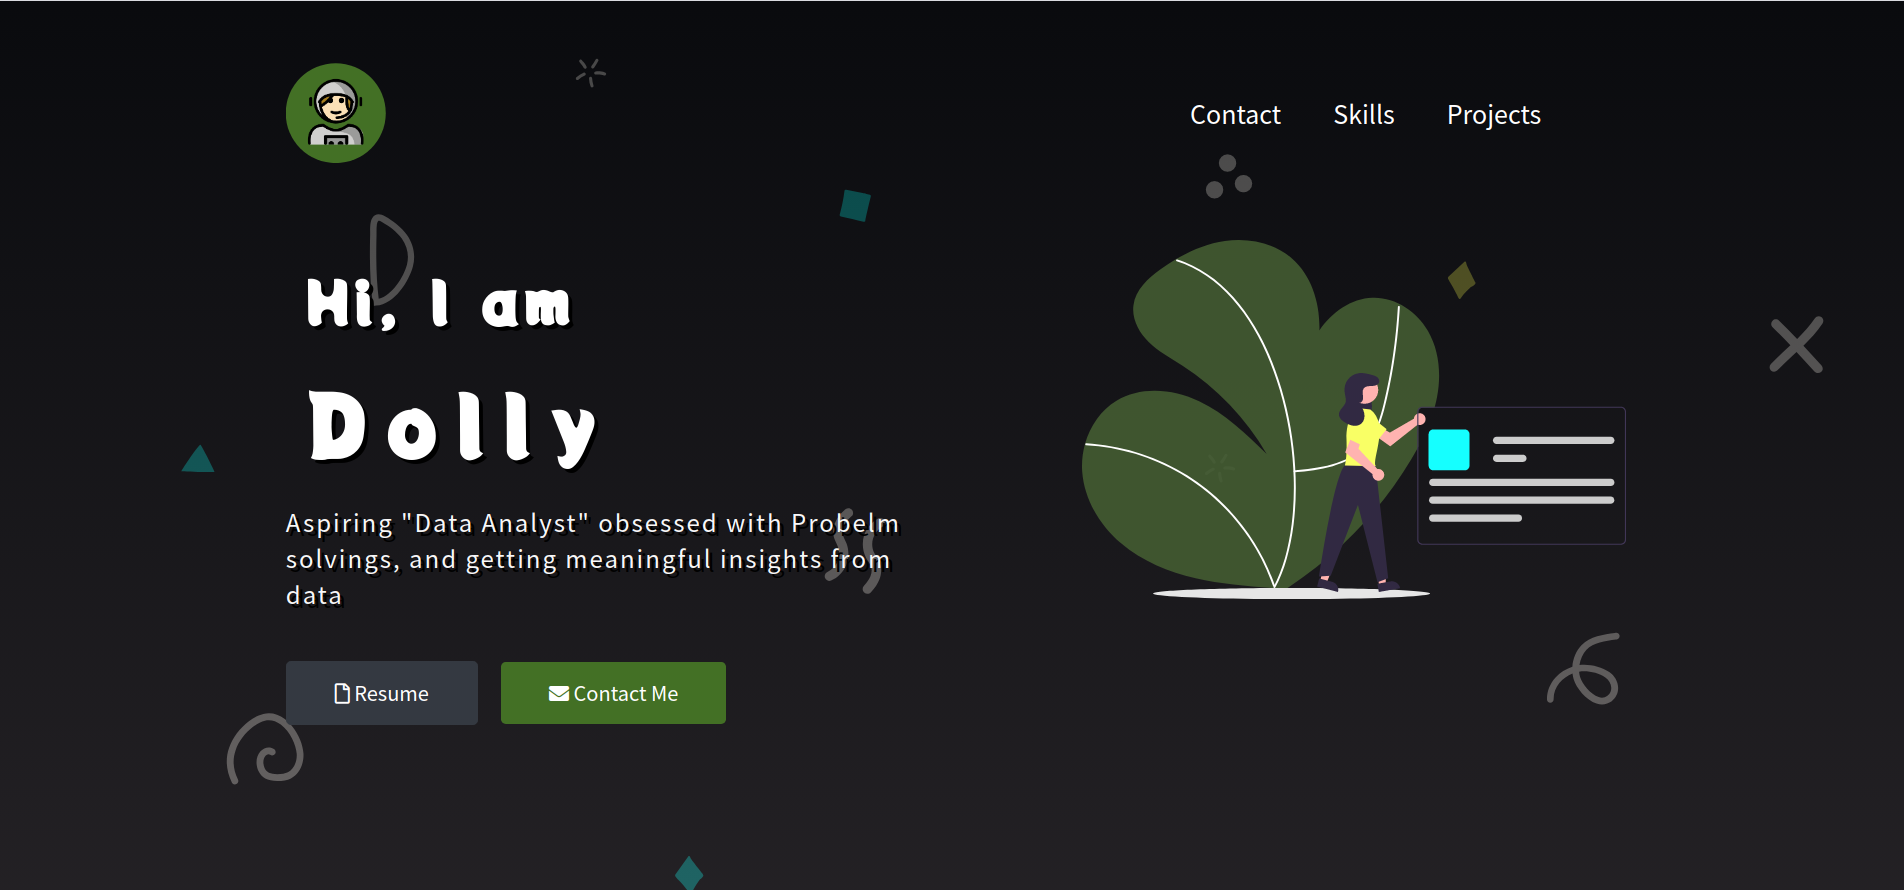 Contact Skills Projects
Hi, I am
Dolly
Aspiring "Data Analyst" obsessed with Probelm
solvings, and getting meaningful insights from
data
Resume Contact Me